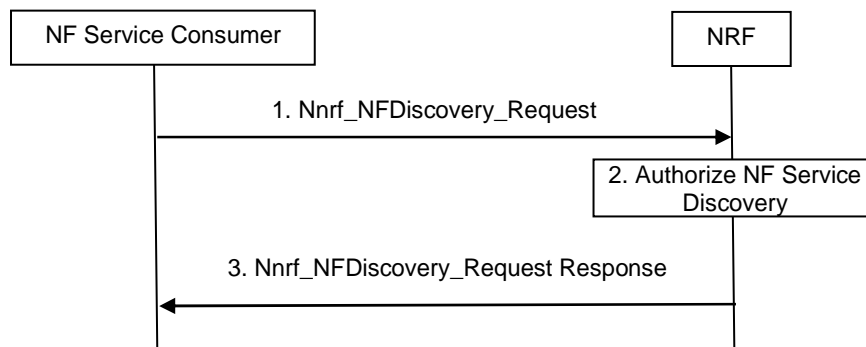 NF Service Consumer
NRF
1. Nnrf_NFDiscovery_Request
2. Authorize NF Service
Discovery
3. Nnrf_NFDiscovery_Request Response